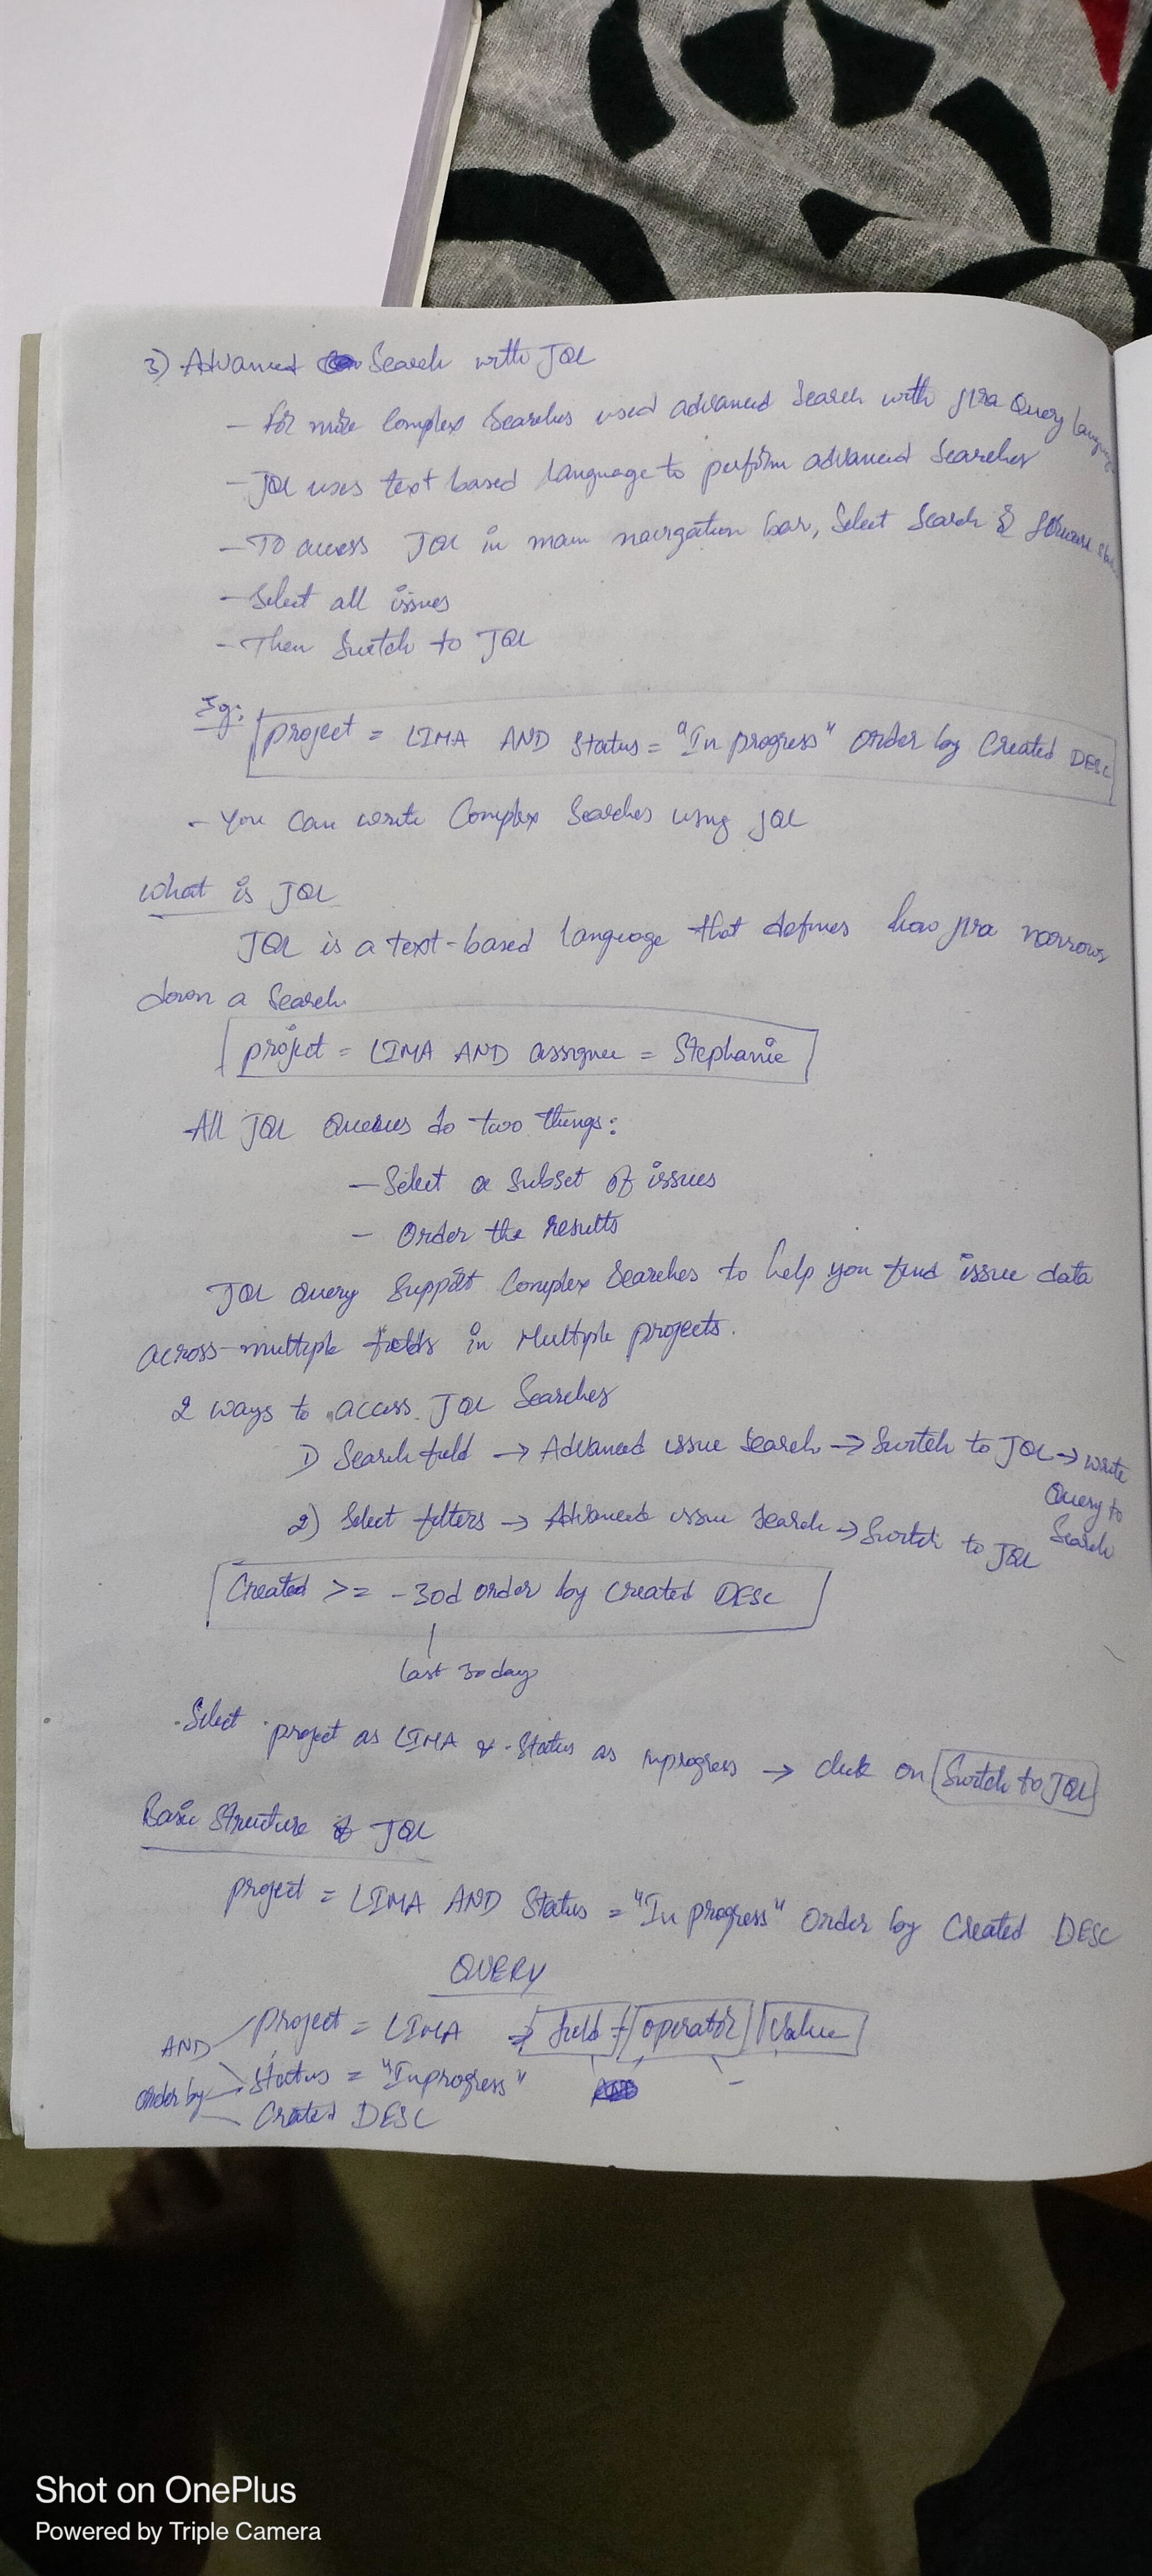 3) Advanced Search with JQL
- for more Complex Searches used advanced Search with Jira Query
- JQL uses text based language to perform advanced Searches
- To access JQL in main navigation bar, Select Search &
- Select all issues
- Then Switch to JQL
Eg:
project = LIMA AND Status = "In progress" order by Created DESC
- You Can write Complex Searches using JQL
What is JQL
JQL is a text-based language that defines how Jira narrows
down a Search.
project = LIMA AND assignee = Stephanie
All JQL Queries do two things:
- Select a Subset of issues
- Order the results
JQL Query Support Complex Searches to help you find issue data
across multiple fields in Multiple projects.
2 ways to access JQL Searches
1) Search field → Advanced issue Search → Switch to JQL → write
Query to
Search
2) Select filters → Advanced issue Search → Switch to JQL
Created >= -30d order by Created DESC
last 30 days
Select project as LIMA & Status as inprogress → click on Switch to JQL
Basic Structure of JQL
project = LIMA AND Status = "In progress" Order by Created DESC
QUERY
project = LIMA → field + operator Value
AND
Status = "Inprogress"
order by
Created DESC
Shot on OnePlus
Powered by Triple Camera